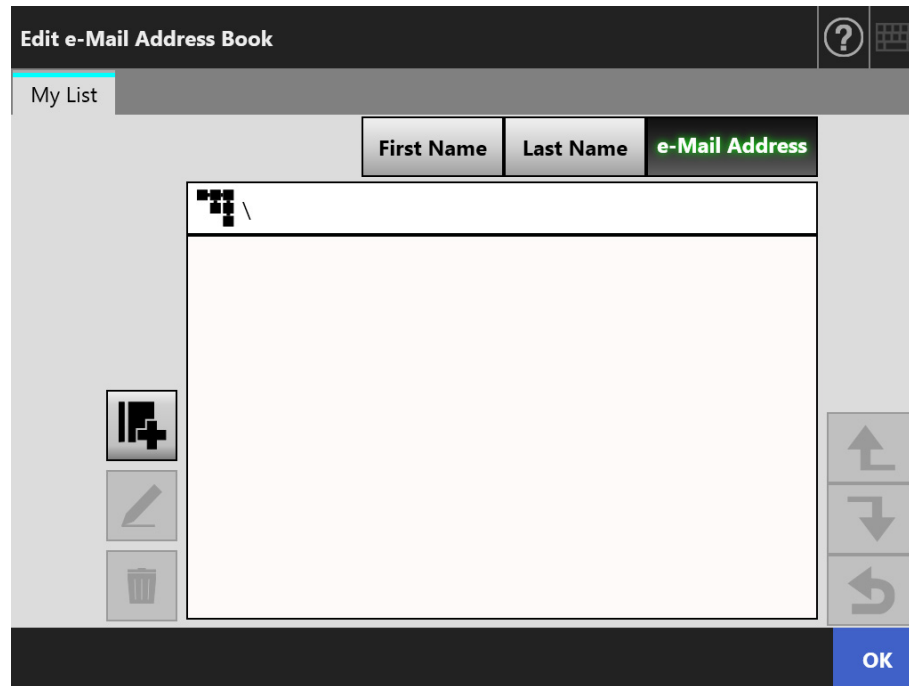 Edit e-Mail Address Book
?
My List
First Name Last Name e-Mail Address
\
OK